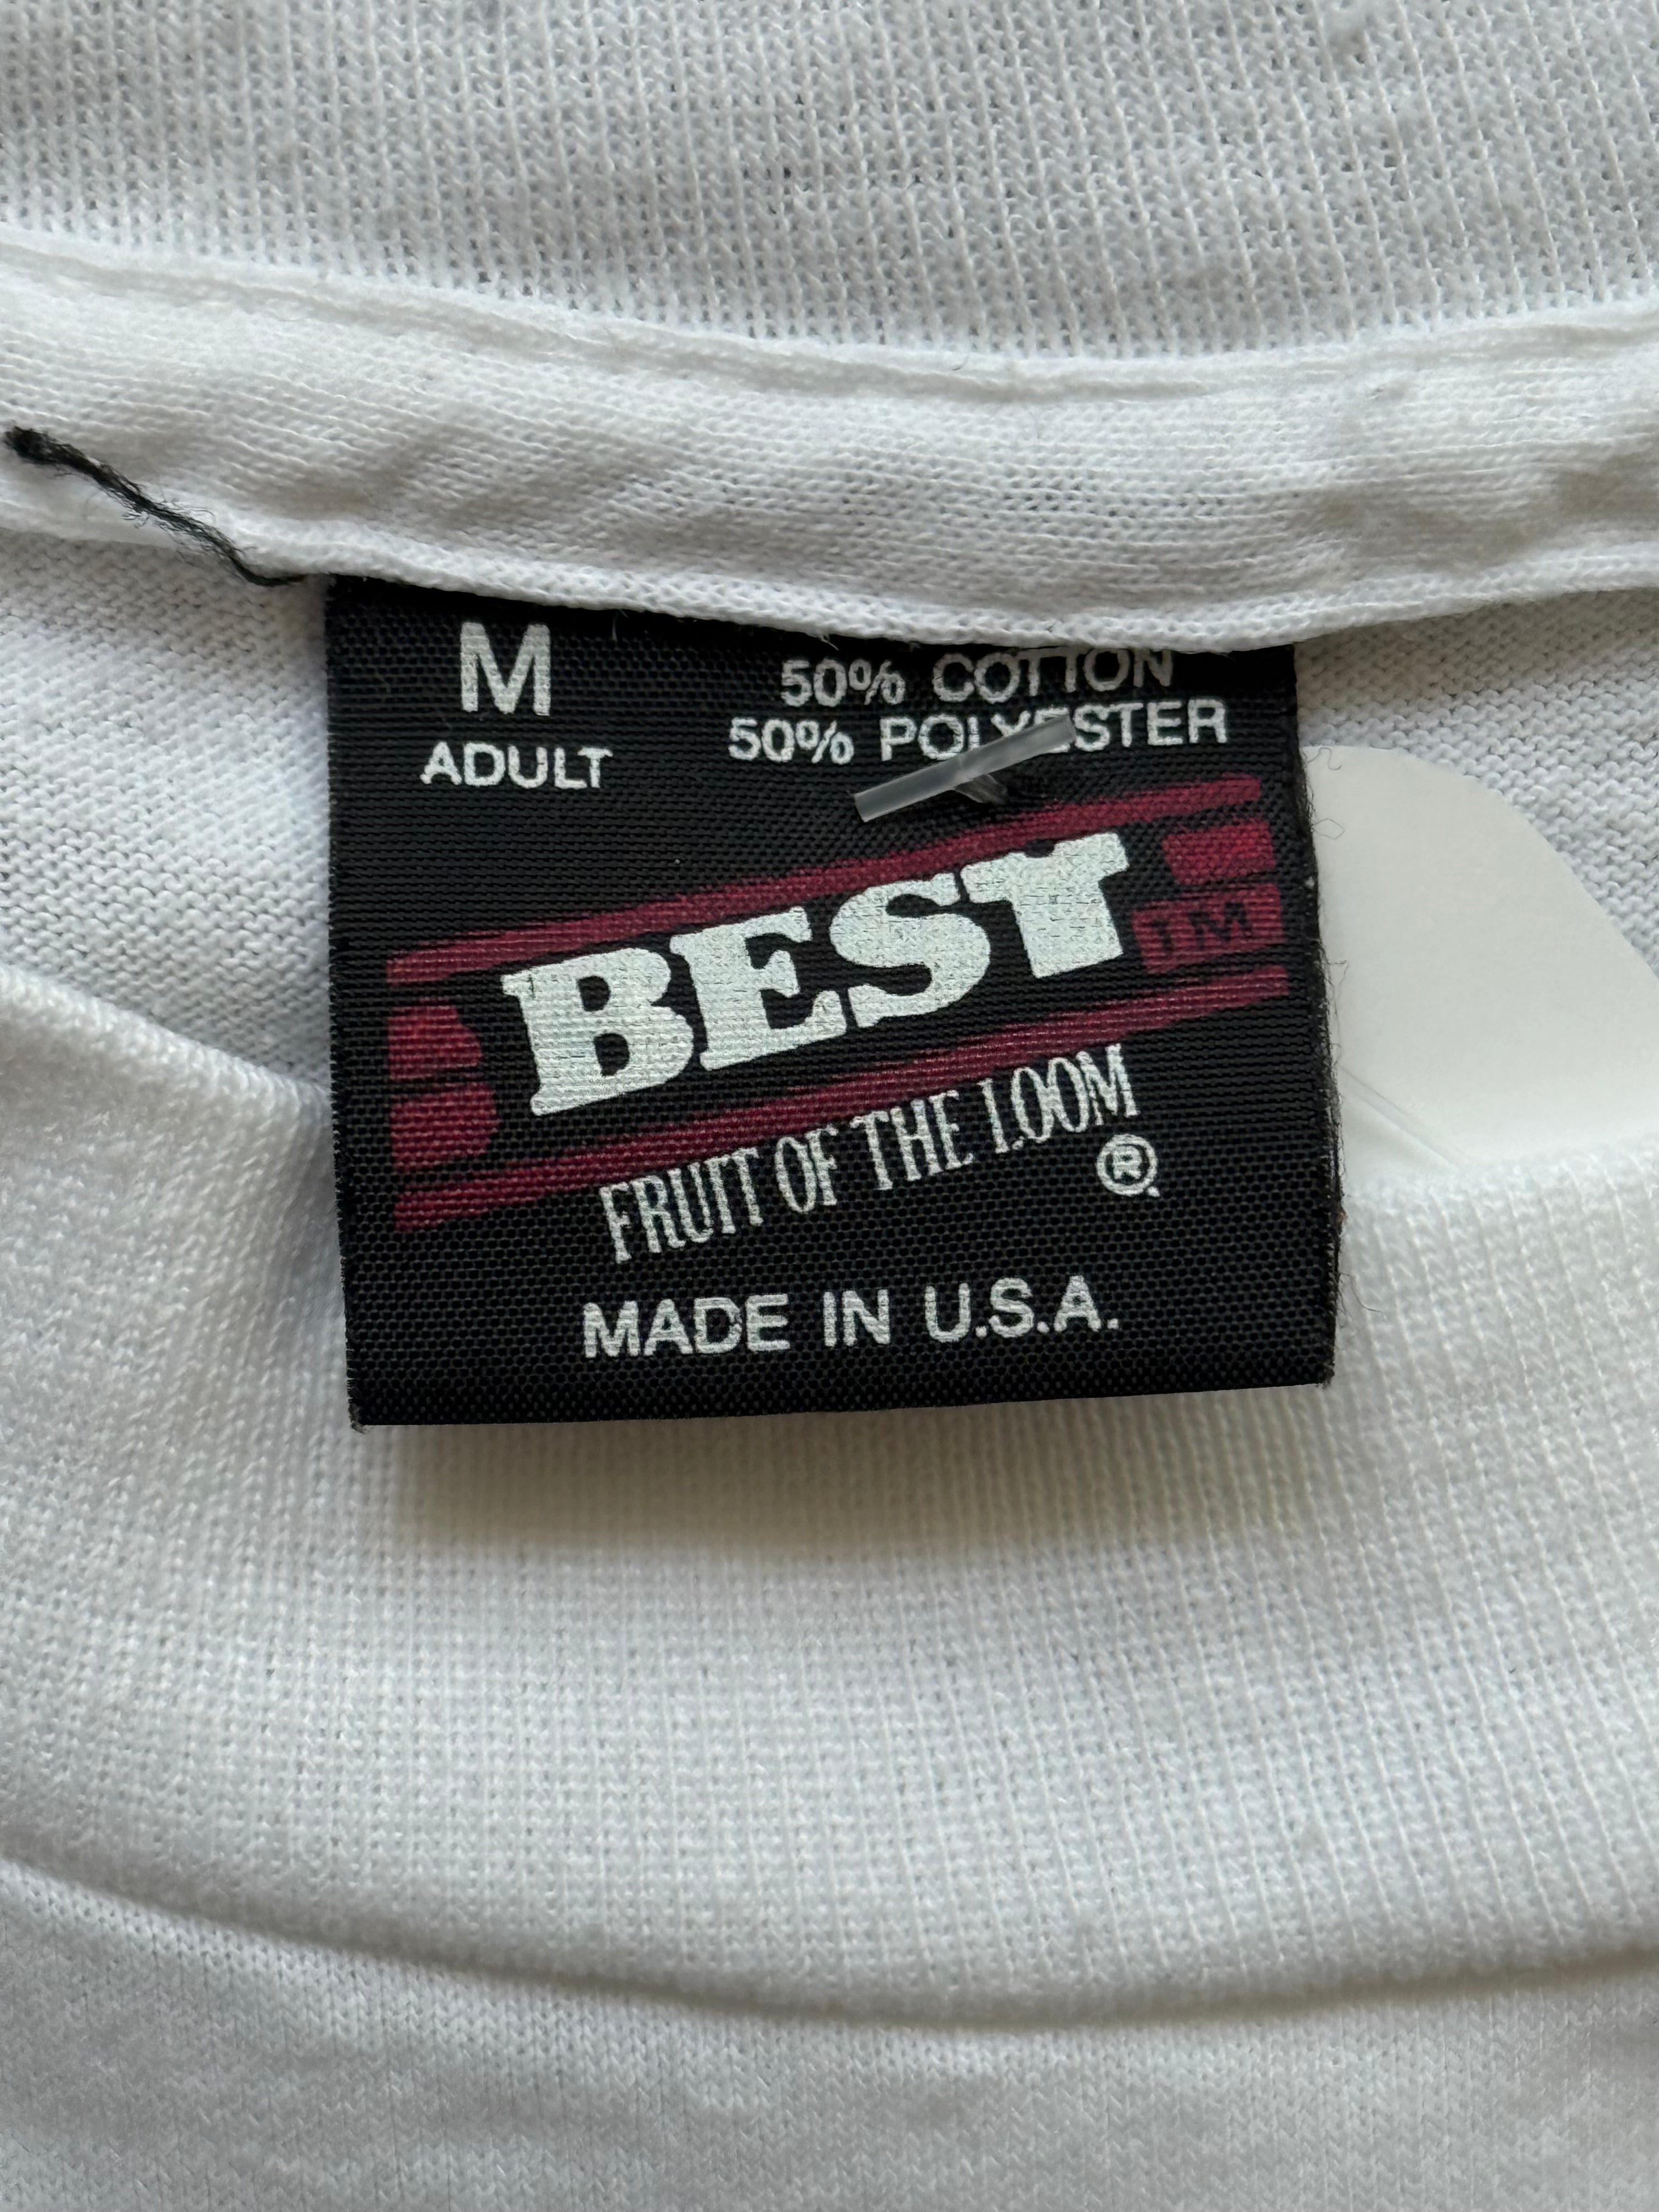 M
ADULT
50% COTTON
50% POLYESTER
BEST
TM
FRUIT OF THE LOOM
®
MADE IN U.S.A.